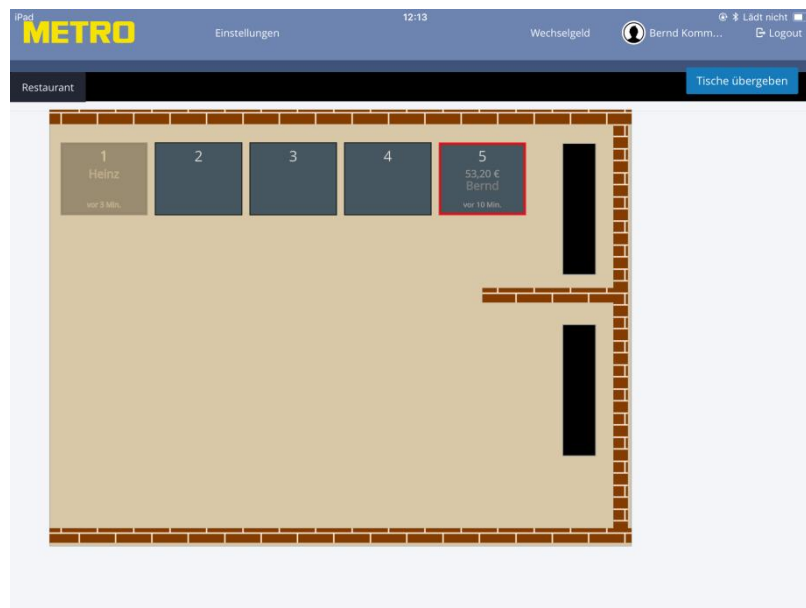 iPad
12:13
Lädt nicht
METRO
Einstellungen
Wechselgeld
Bernd Komm...
Logout
Restaurant
Tische übergeben
1
Heinz
vor 3 Min.
2
3
4
5
53,20 €
Bernd
vor 10 Min.